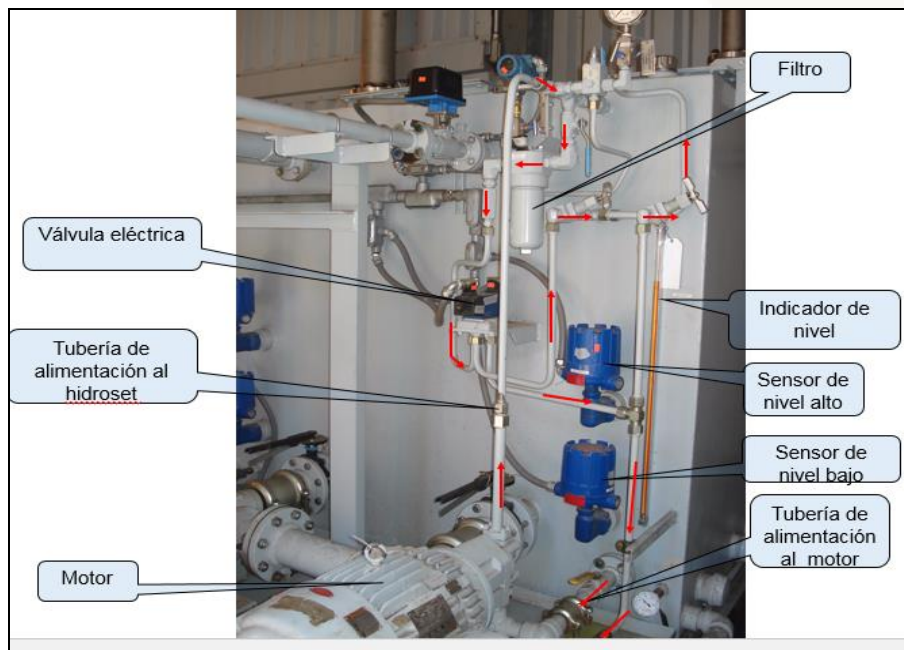 Filtro
Válvula eléctrica
Indicador de
nivel
Tubería de
alimentación al
hidroset
Sensor de
nivel alto
Sensor de
nivel bajo
Tubería de
alimentación
al motor
Motor